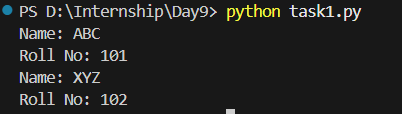 PS D:\Internship\Day9> python task1.py
Name: ABC
Roll No: 101
Name: XYZ
Roll No: 102